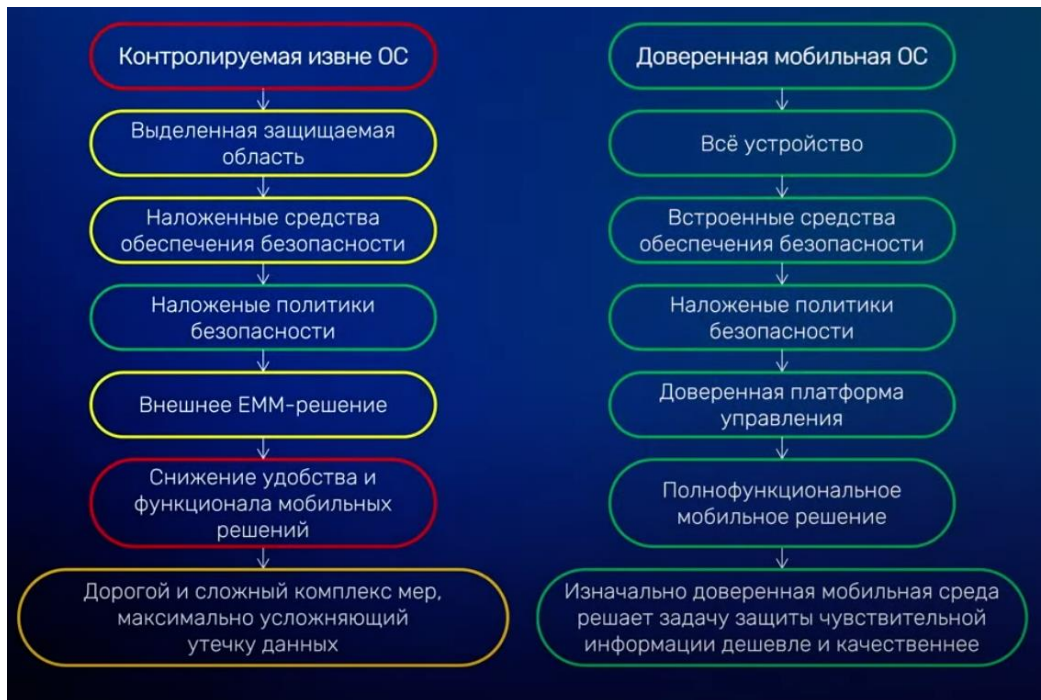 Контролируемая извне ОС
Выделенная защищаемая
область
Наложенные средства
обеспечения безопасности
Наложеные политики
безопасности
Внешнее EMM-решение
Снижение удобства и
функционала мобильных
решений
Дорогой и сложный комплекс мер,
максимально усложняющий
утечку данных
Доверенная мобильная ОС
Всё устройство
Встроенные средства
обеспечения безопасности
Наложеные политики
безопасности
Доверенная платформа
управления
Полнофункциональное
мобильное решение
Изначально доверенная мобильная среда
решает задачу защиты чувствительной
информации дешевле и качественнее